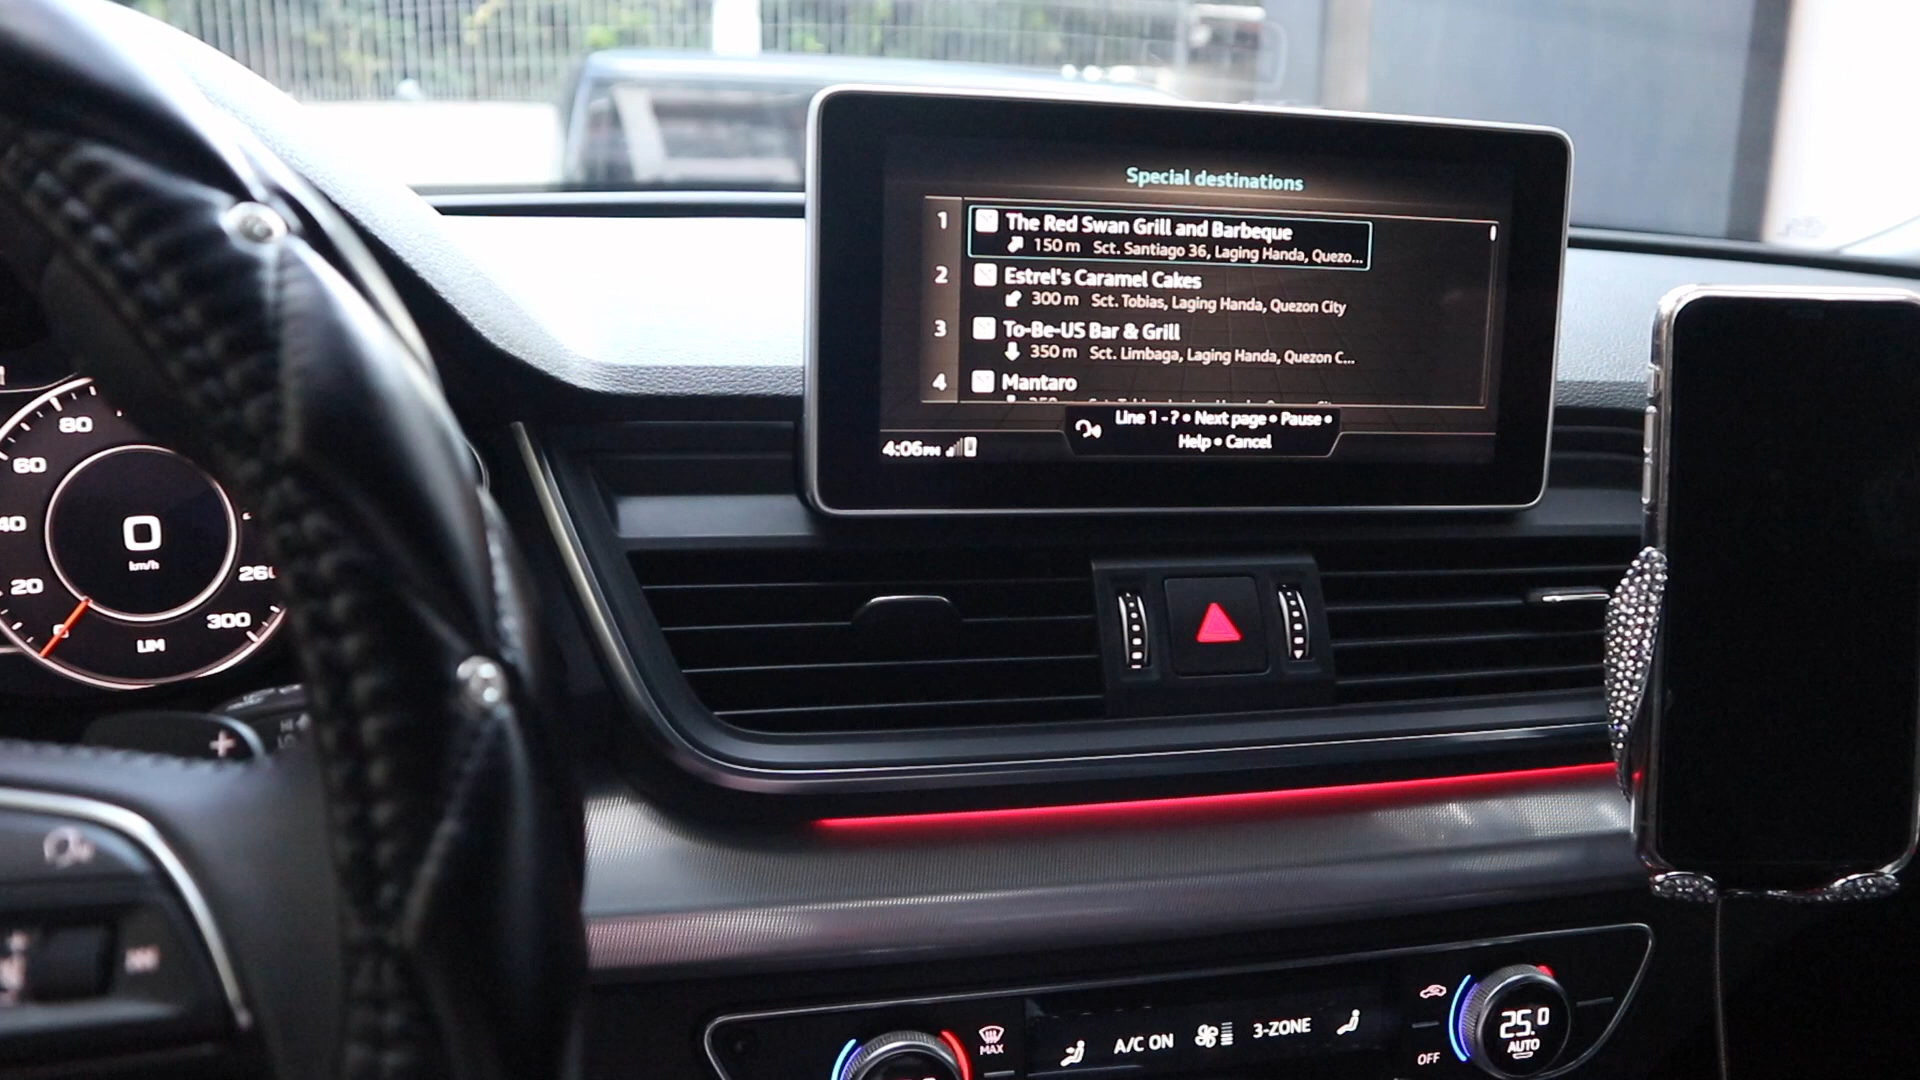 Special destinations
1 The Red Swan Grill and Barbeque
150 m Sct. Santiago 36, Laging Handa, Quezo...
2 Estrel's Caramel Cakes
300 m Sct. Tobias, Laging Handa, Quezon City
3 To-Be-US Bar & Grill
350 m Sct. Limbaga, Laging Handa, Quezon C...
4 Mantaro
Line 1 - ? • Next page • Pause •
Help • Cancel
4:06PM
80
60
40
20
0
km/h
260
300
LIM
+
MAX
A/C ON
3-ZONE
OFF
25.0
AUTO